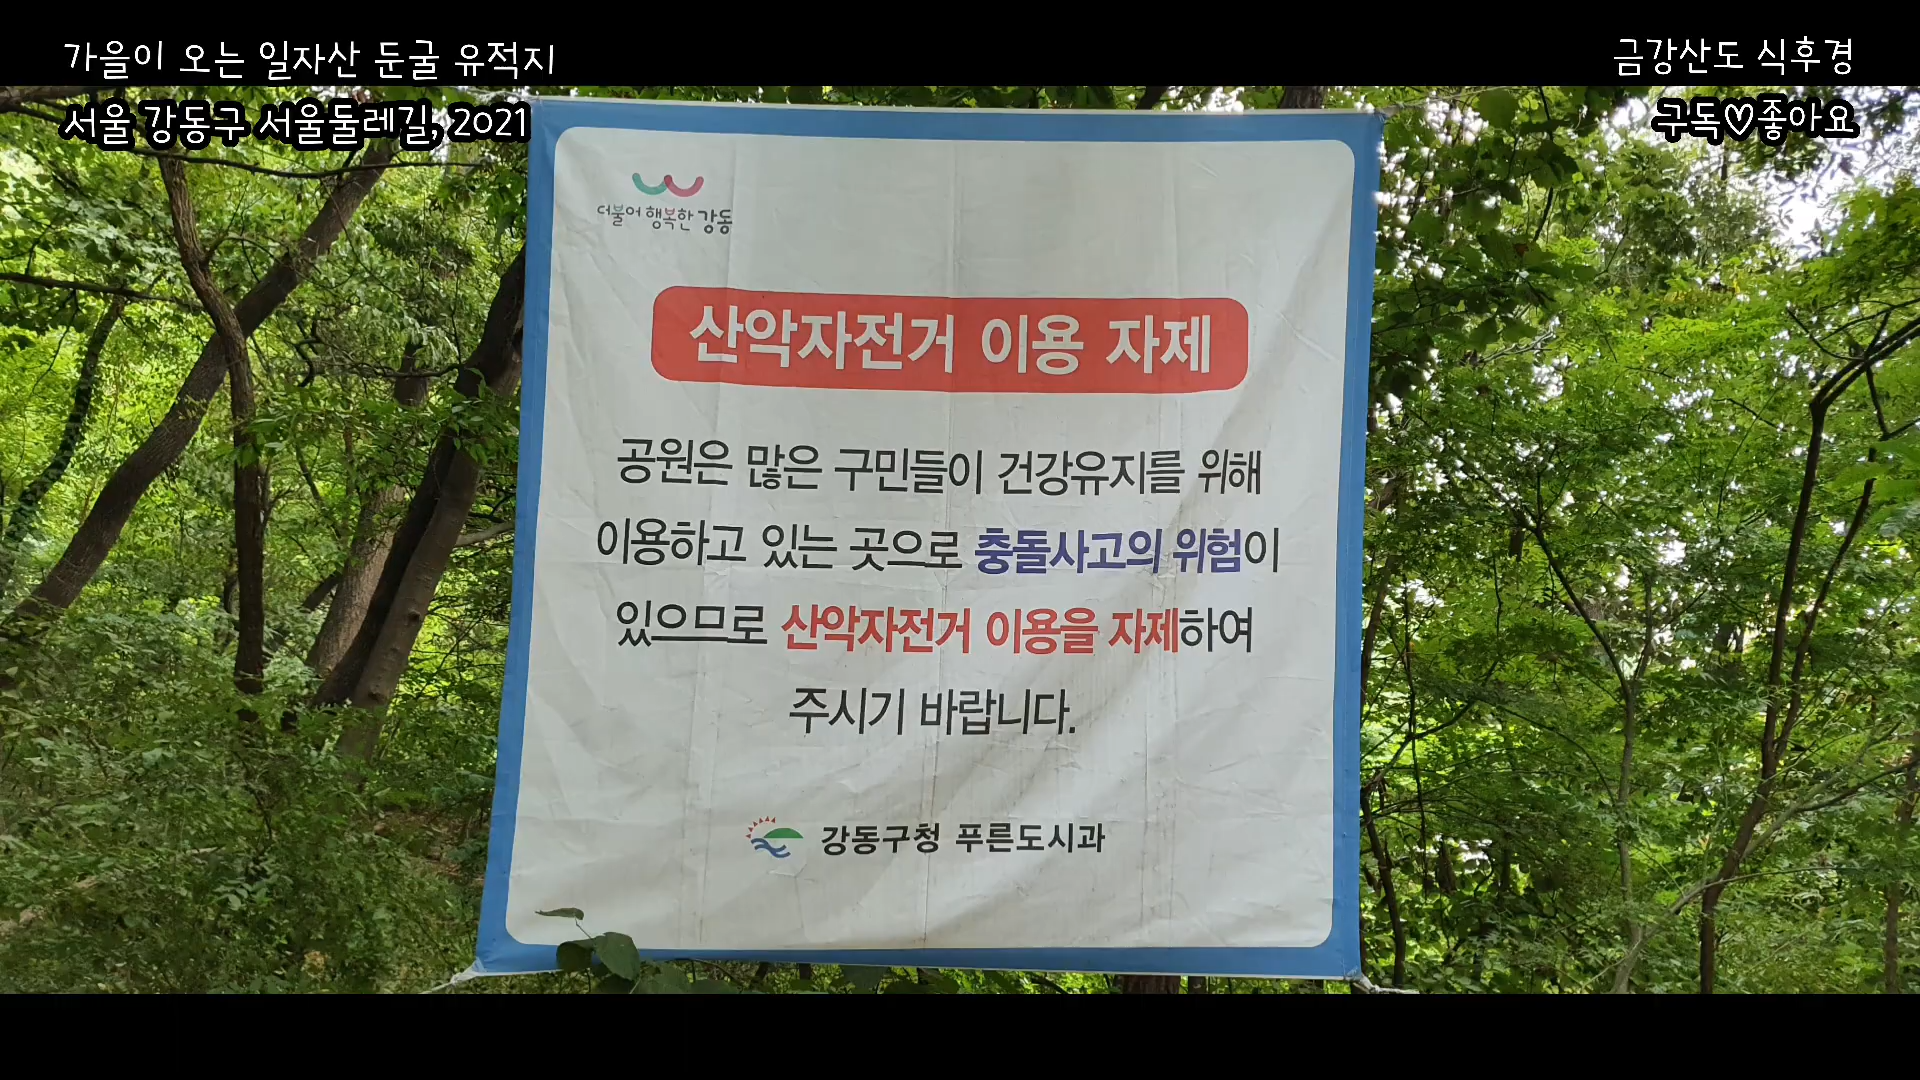 가을이 오는 일자산 둔굴 유적지
서울 강동구 서울둘레길, 2021
금강산도 식후경
구독♡좋아요
더불어 행복한 강동
산악자전거 이용 자제
공원은 많은 구민들이 건강유지를 위해
이용하고 있는 곳으로 충돌사고의 위험이
있으므로 산악자전거 이용을 자제하여
주시기 바랍니다.
강동구청 푸른도시과